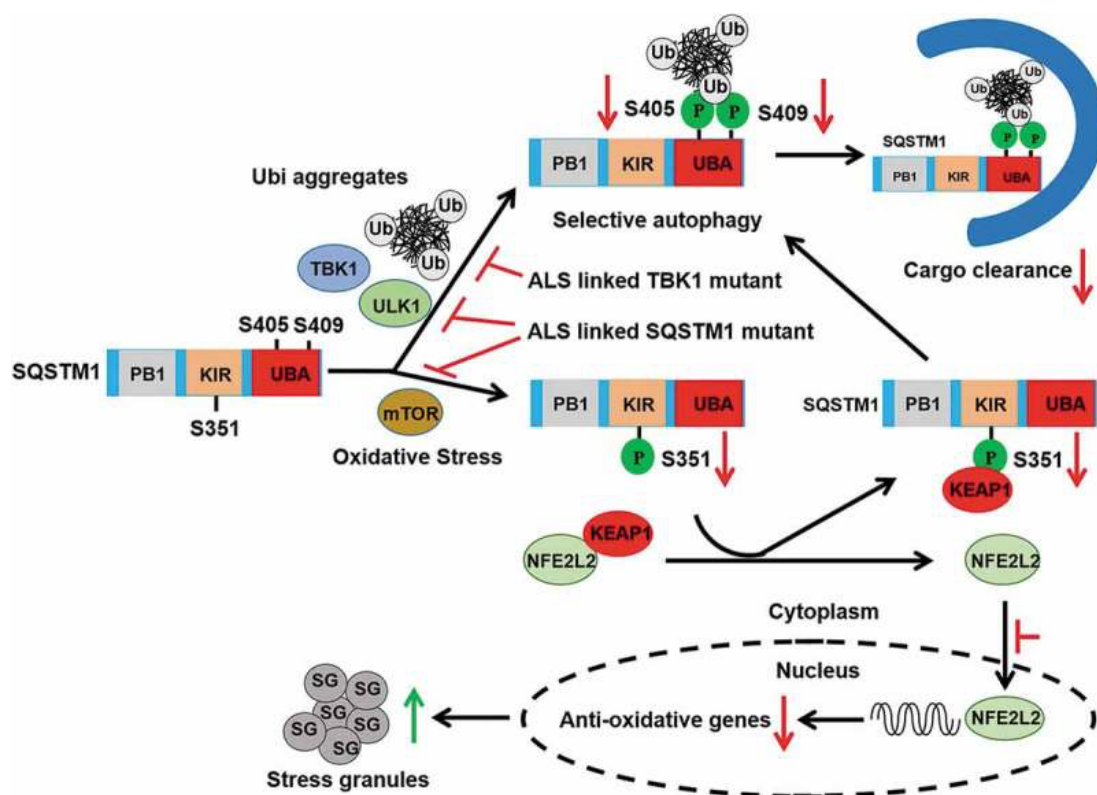 Ub
Ub
Ub
P
P
S405
S409
PB1
KIR
UBA
Ub
Ub
Ub
SQSTM1
P
P
PB1
KIR
UBA
Ubi aggregates
Ub
Ub
Ub
TBK1
ULK1
Selective autophagy
Cargo clearance
ALS linked TBK1 mutant
ALS linked SQSTM1 mutant
S405
S409
SQSTM1
PB1
KIR
UBA
S351
mTOR
Oxidative Stress
PB1
KIR
UBA
P
S351
SQSTM1
PB1
KIR
UBA
P
S351
KEAP1
KEAP1
NFE2L2
NFE2L2
Cytoplasm
Nucleus
Anti-oxidative genes
NFE2L2
SG
SG
SG
SG
SG
SG
SG
Stress granules